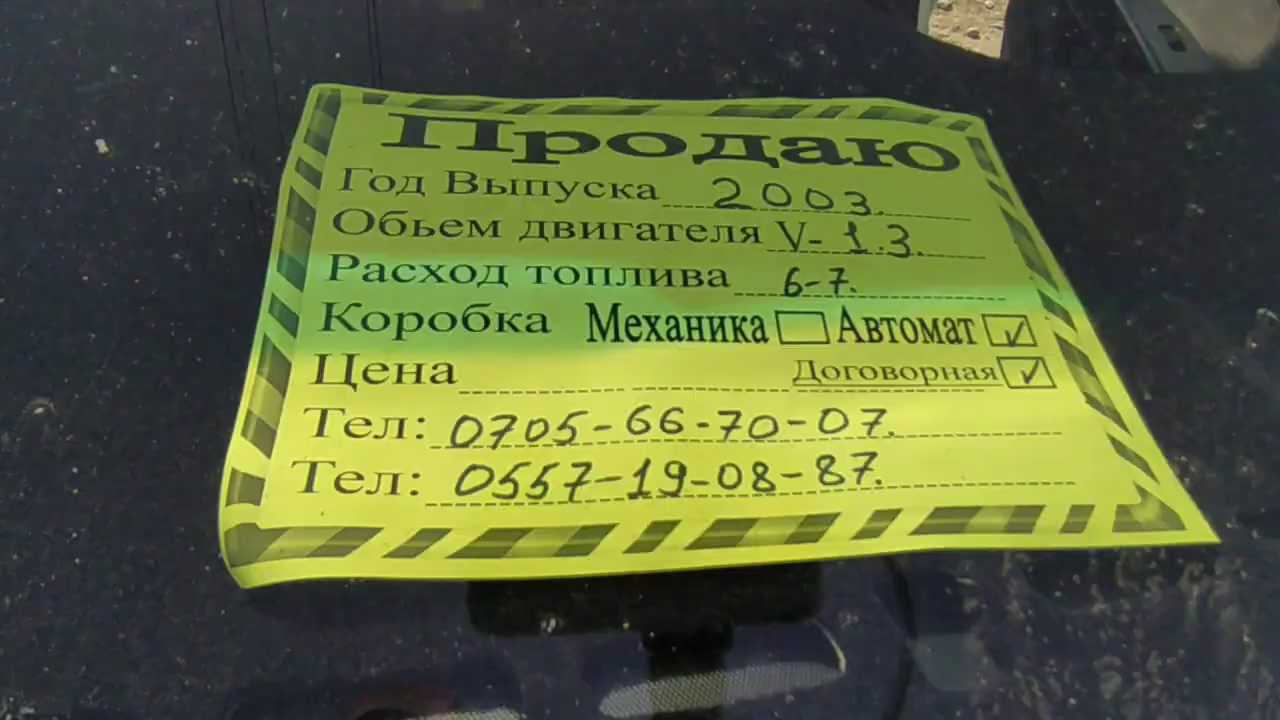 Продаю
Год Выпуска 2003.
Обьем двигателя V-1.3.
Расход топлива 6-7.
Коробка Механика Автомат ✓
Цена Договорная ✓
Тел: 0705-66-70-07.
Тел: 0557-19-08-87.